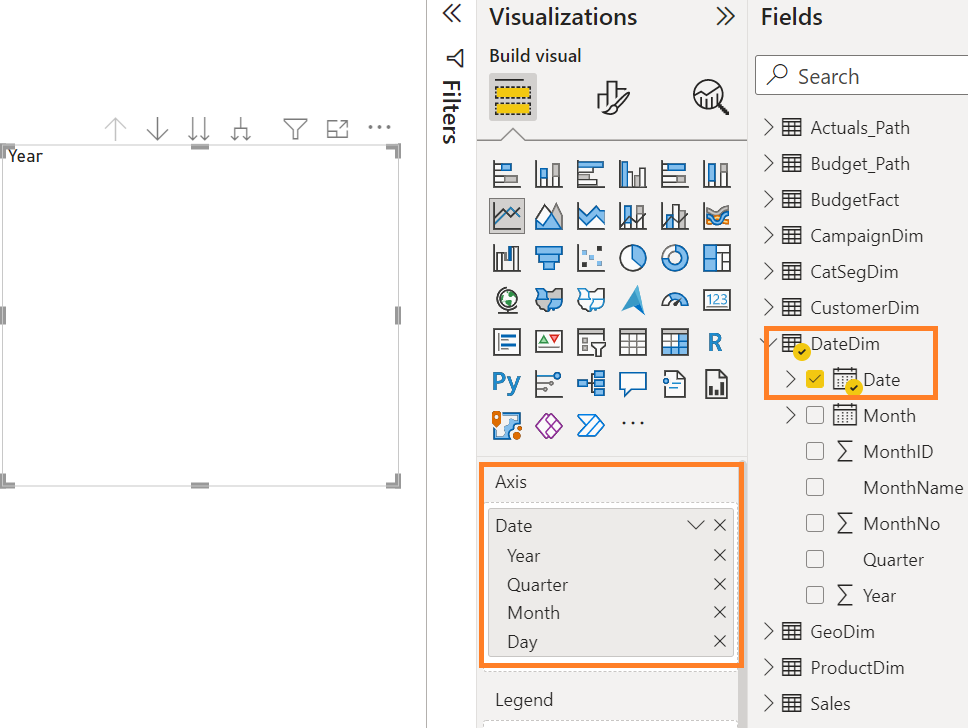 Year
Filters
Visualizations
Build visual
123
R
Py
Axis
Date
Year
Quarter
Month
Day
Legend
Fields
Search
Actuals_Path
Budget_Path
BudgetFact
CampaignDim
CatSegDim
CustomerDim
DateDim
Date
Month
MonthID
MonthName
MonthNo
Quarter
Year
GeoDim
ProductDim
Sales